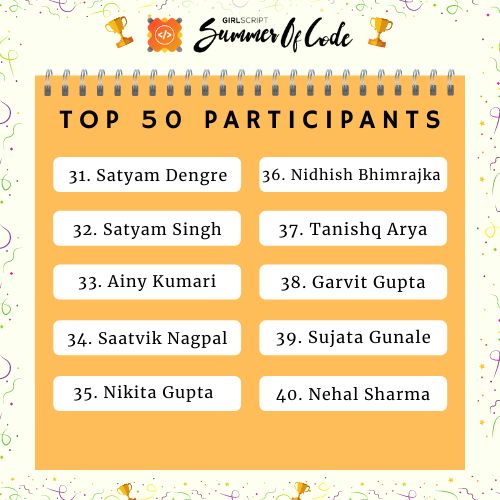 GIRLSCRIPT
Summer Of Code
TOP 50 PARTICIPANTS
31. Satyam Dengre
32. Satyam Singh
33. Ainy Kumari
34. Saatvik Nagpal
35. Nikita Gupta
36. Nidhish Bhimrajka
37. Tanishq Arya
38. Garvit Gupta
39. Sujata Gunale
40. Nehal Sharma